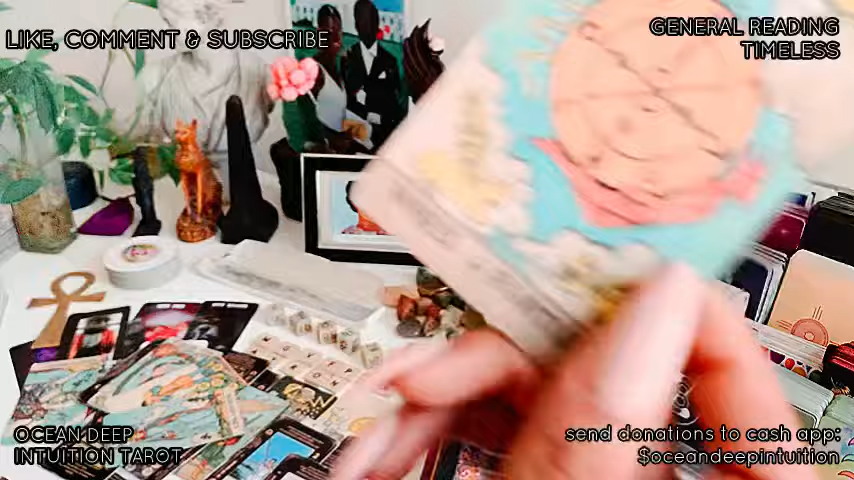 LIKE, COMMENT & SUBSCRIBE
GENERAL READING
TIMELESS
OCEAN DEEP
INTUITION TAROT
send donations to cash app:
$oceandeepintuition